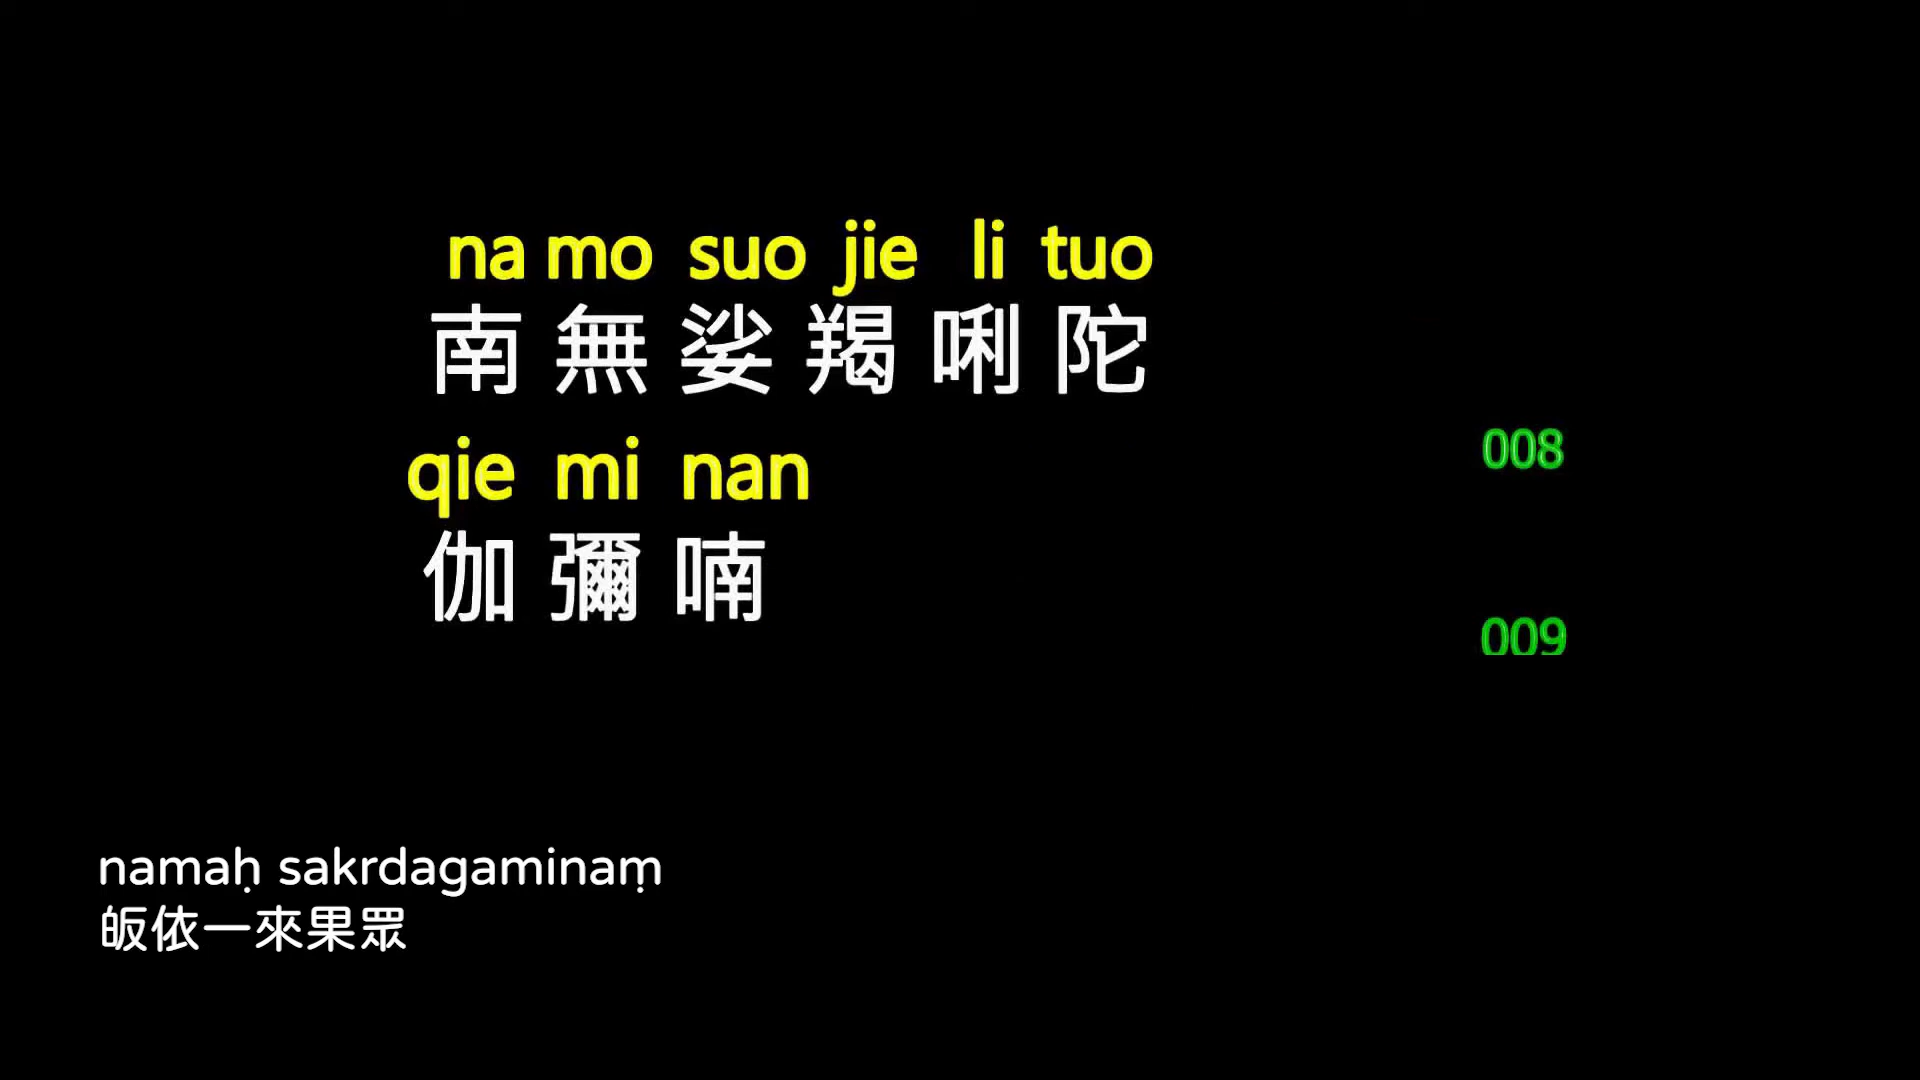 na mo suo jie li tuo
南無娑羯唎陀
008
qie mi nan
伽彌喃
009
namaḥ sakrdagaminaṃ
皈依一來果眾